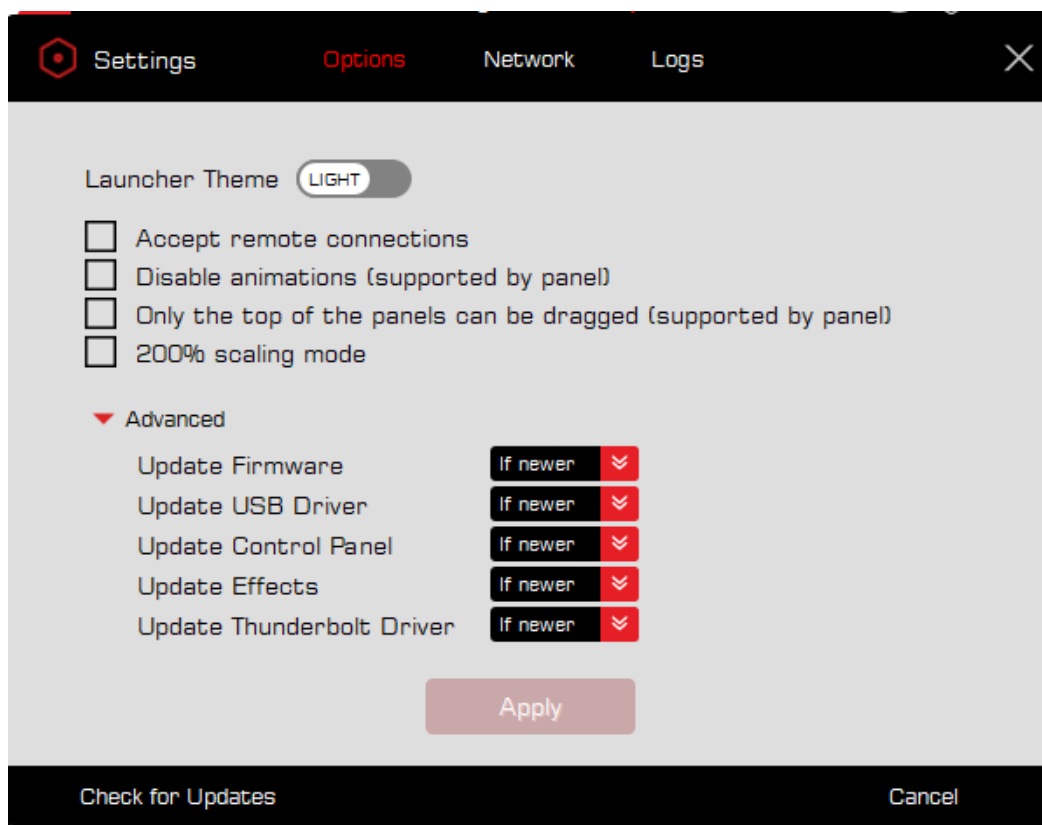 Settings Options Network Logs
Launcher Theme LIGHT
Accept remote connections
Disable animations (supported by panel)
Only the top of the panels can be dragged (supported by panel)
200% scaling mode
Advanced
Update Firmware If newer
Update USB Driver If newer
Update Control Panel If newer
Update Effects If newer
Update Thunderbolt Driver If newer
Apply
Check for Updates Cancel